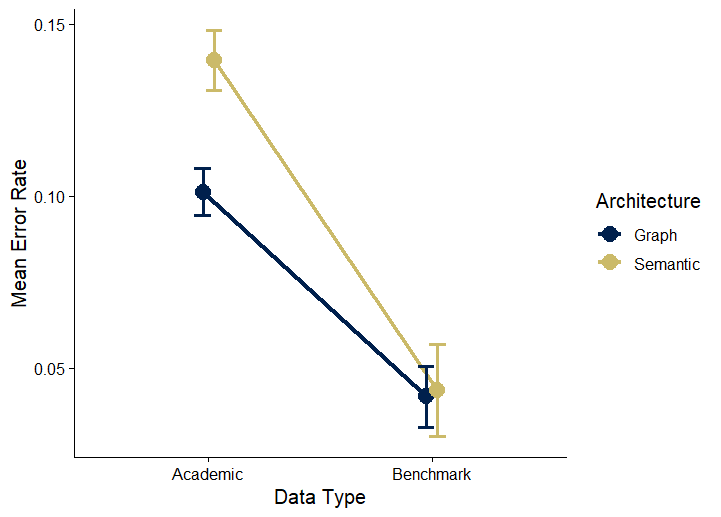 0.15
0.10
0.05
Mean Error Rate
Academic
Benchmark
Data Type
Architecture
Graph
Semantic